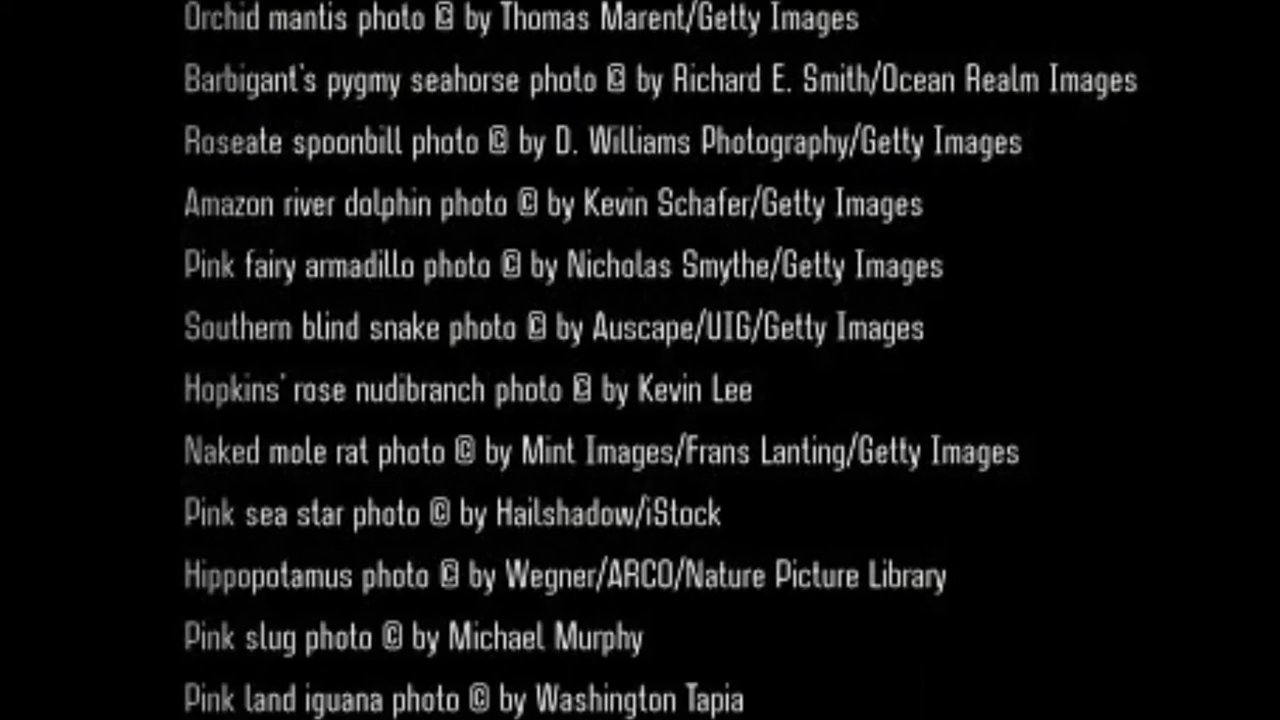 Orchid mantis photo © by Thomas Marent/Getty Images
Barbigant's pygmy seahorse photo © by Richard E. Smith/Ocean Realm Images
Roseate spoonbill photo © by D. Williams Photography/Getty Images
Amazon river dolphin photo © by Kevin Schafer/Getty Images
Pink fairy armadillo photo © by Nicholas Smythe/Getty Images
Southern blind snake photo © by Auscape/UIG/Getty Images
Hopkins' rose nudibranch photo © by Kevin Lee
Naked mole rat photo © by Mint Images/Frans Lanting/Getty Images
Pink sea star photo © by Hailshadow/iStock
Hippopotamus photo © by Wegner/ARCO/Nature Picture Library
Pink slug photo © by Michael Murphy
Pink land iguana photo © by Washington Tapia